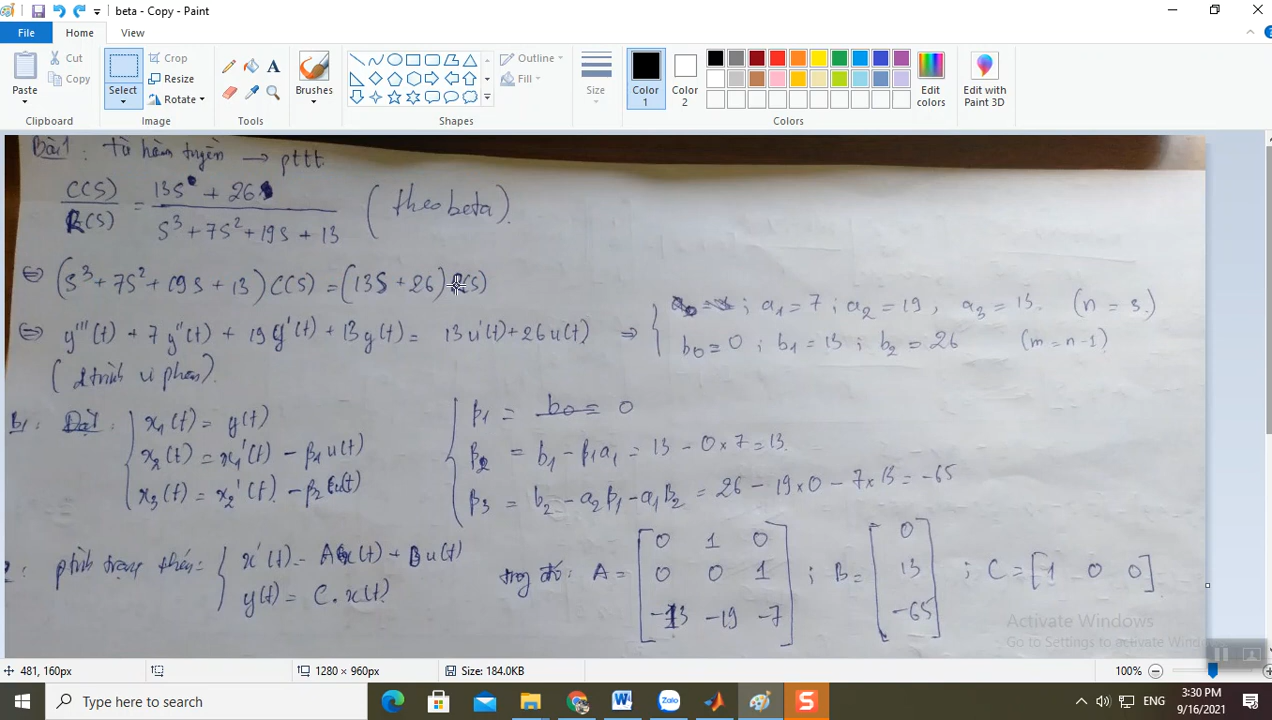 beta - Copy - Paint
File Home View
Paste Cut Copy
Clipboard
Select Crop Resize Rotate
Image
Tools
Brushes
Outline Fill
Shapes
Size
Color 1 Color 2
Edit colors
Edit with Paint 3D
Colors
Bài 1: Từ hàm truyền → pttt.
C(S)/R(S) = (13S + 26)/(S³ + 7S² + 19S + 13) (theo beta).
⇔ (S³ + 7S² + 19S + 13) C(S) = (13S + 26) R(S)
⇔ y'''(t) + 7y''(t) + 19y'(t) + 13y(t) = 13u'(t) + 26u(t) ⇒
a₁ = 7; a₂ = 19, a₃ = 13. (n = 3.)
b₀ = 0; b₁ = 13; b₂ = 26 (m = n-1)
(trình vi phân).
B1: Đặt:
x₁(t) = y(t)
x₂(t) = x₁'(t) - β₁u(t)
x₃(t) = x₂'(t) - β₂u(t)
β₁ = b₀ = 0
β₂ = b₁ - β₁a₁ = 13 - 0×7 = 13.
β₃ = b₂ - a₂β₁ - a₁β₂ = 26 - 19×0 - 7×13 = -65
ptrình trạng thái:
x'(t) = Ax(t) + Bu(t)
y(t) = C.x(t)
trong đó: A = [0 1 0; 0 0 1; -13 -19 -7]; B = [0; 13; -65]; C = [1 0 0]
Activate Windows
Go to Settings to activate Windows.
481, 160px 1280 × 960px Size: 184.0KB 100%
Type here to search
ENG 3:30 PM 9/16/2021